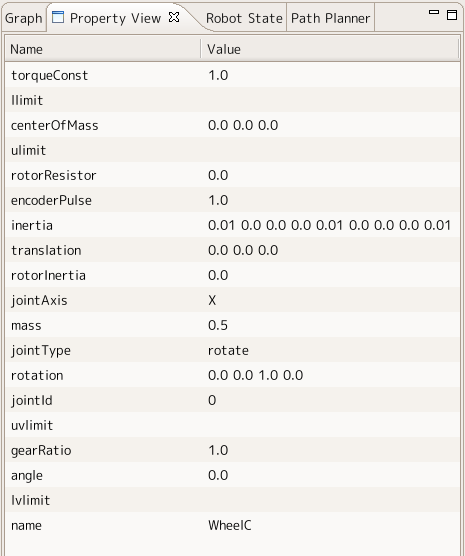 Graph Property View Robot State Path Planner
Name Value
torqueConst 1.0
llimit
centerOfMass 0.0 0.0 0.0
ulimit
rotorResistor 0.0
encoderPulse 1.0
inertia 0.01 0.0 0.0 0.0 0.01 0.0 0.0 0.0 0.01
translation 0.0 0.0 0.0
rotorInertia 0.0
jointAxis X
mass 0.5
jointType rotate
rotation 0.0 0.0 1.0 0.0
jointId 0
uvlimit
gearRatio 1.0
angle 0.0
lvlimit
name WheelC